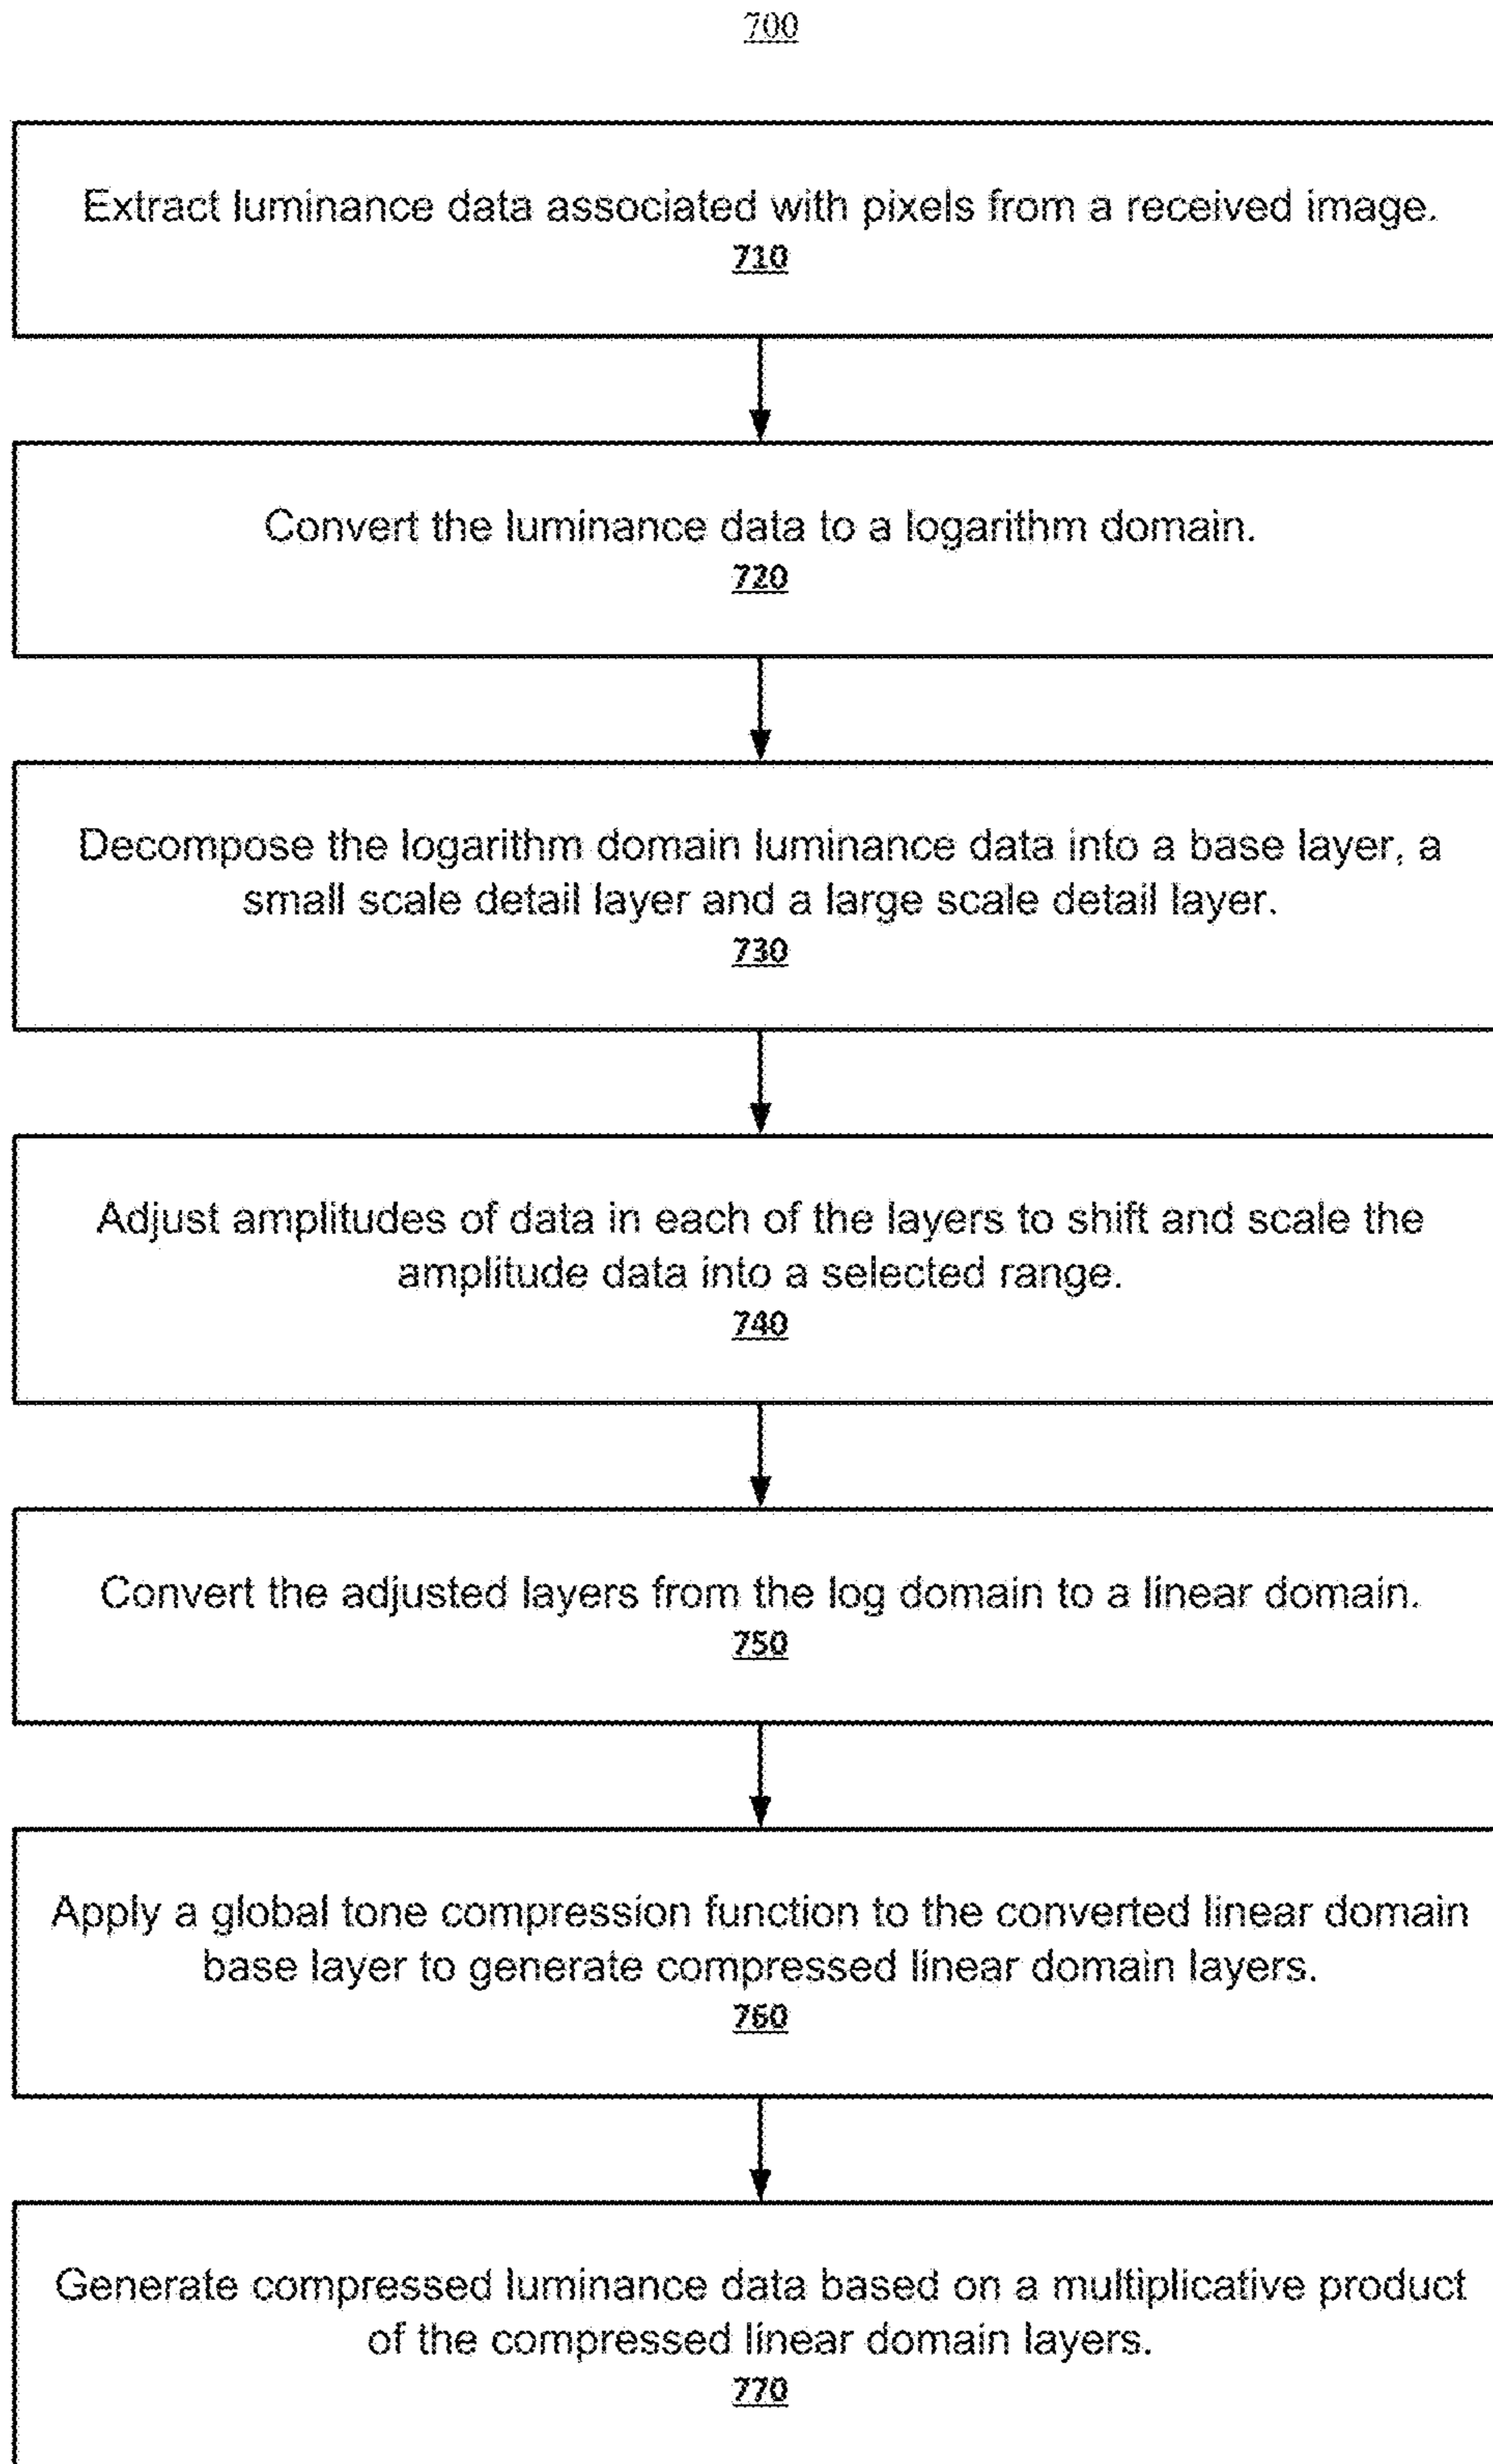 700
Extract luminance data associated with pixels from a received image.
710
Convert the luminance data to a logarithm domain.
720
Decompose the logarithm domain luminance data into a base layer, a
small scale detail layer and a large scale detail layer.
730
Adjust amplitudes of data in each of the layers to shift and scale the
amplitude data into a selected range.
740
Convert the adjusted layers from the log domain to a linear domain.
750
Apply a global tone compression function to the converted linear domain
base layer to generate compressed linear domain layers.
760
Generate compressed luminance data based on a multiplicative product
of the compressed linear domain layers.
770